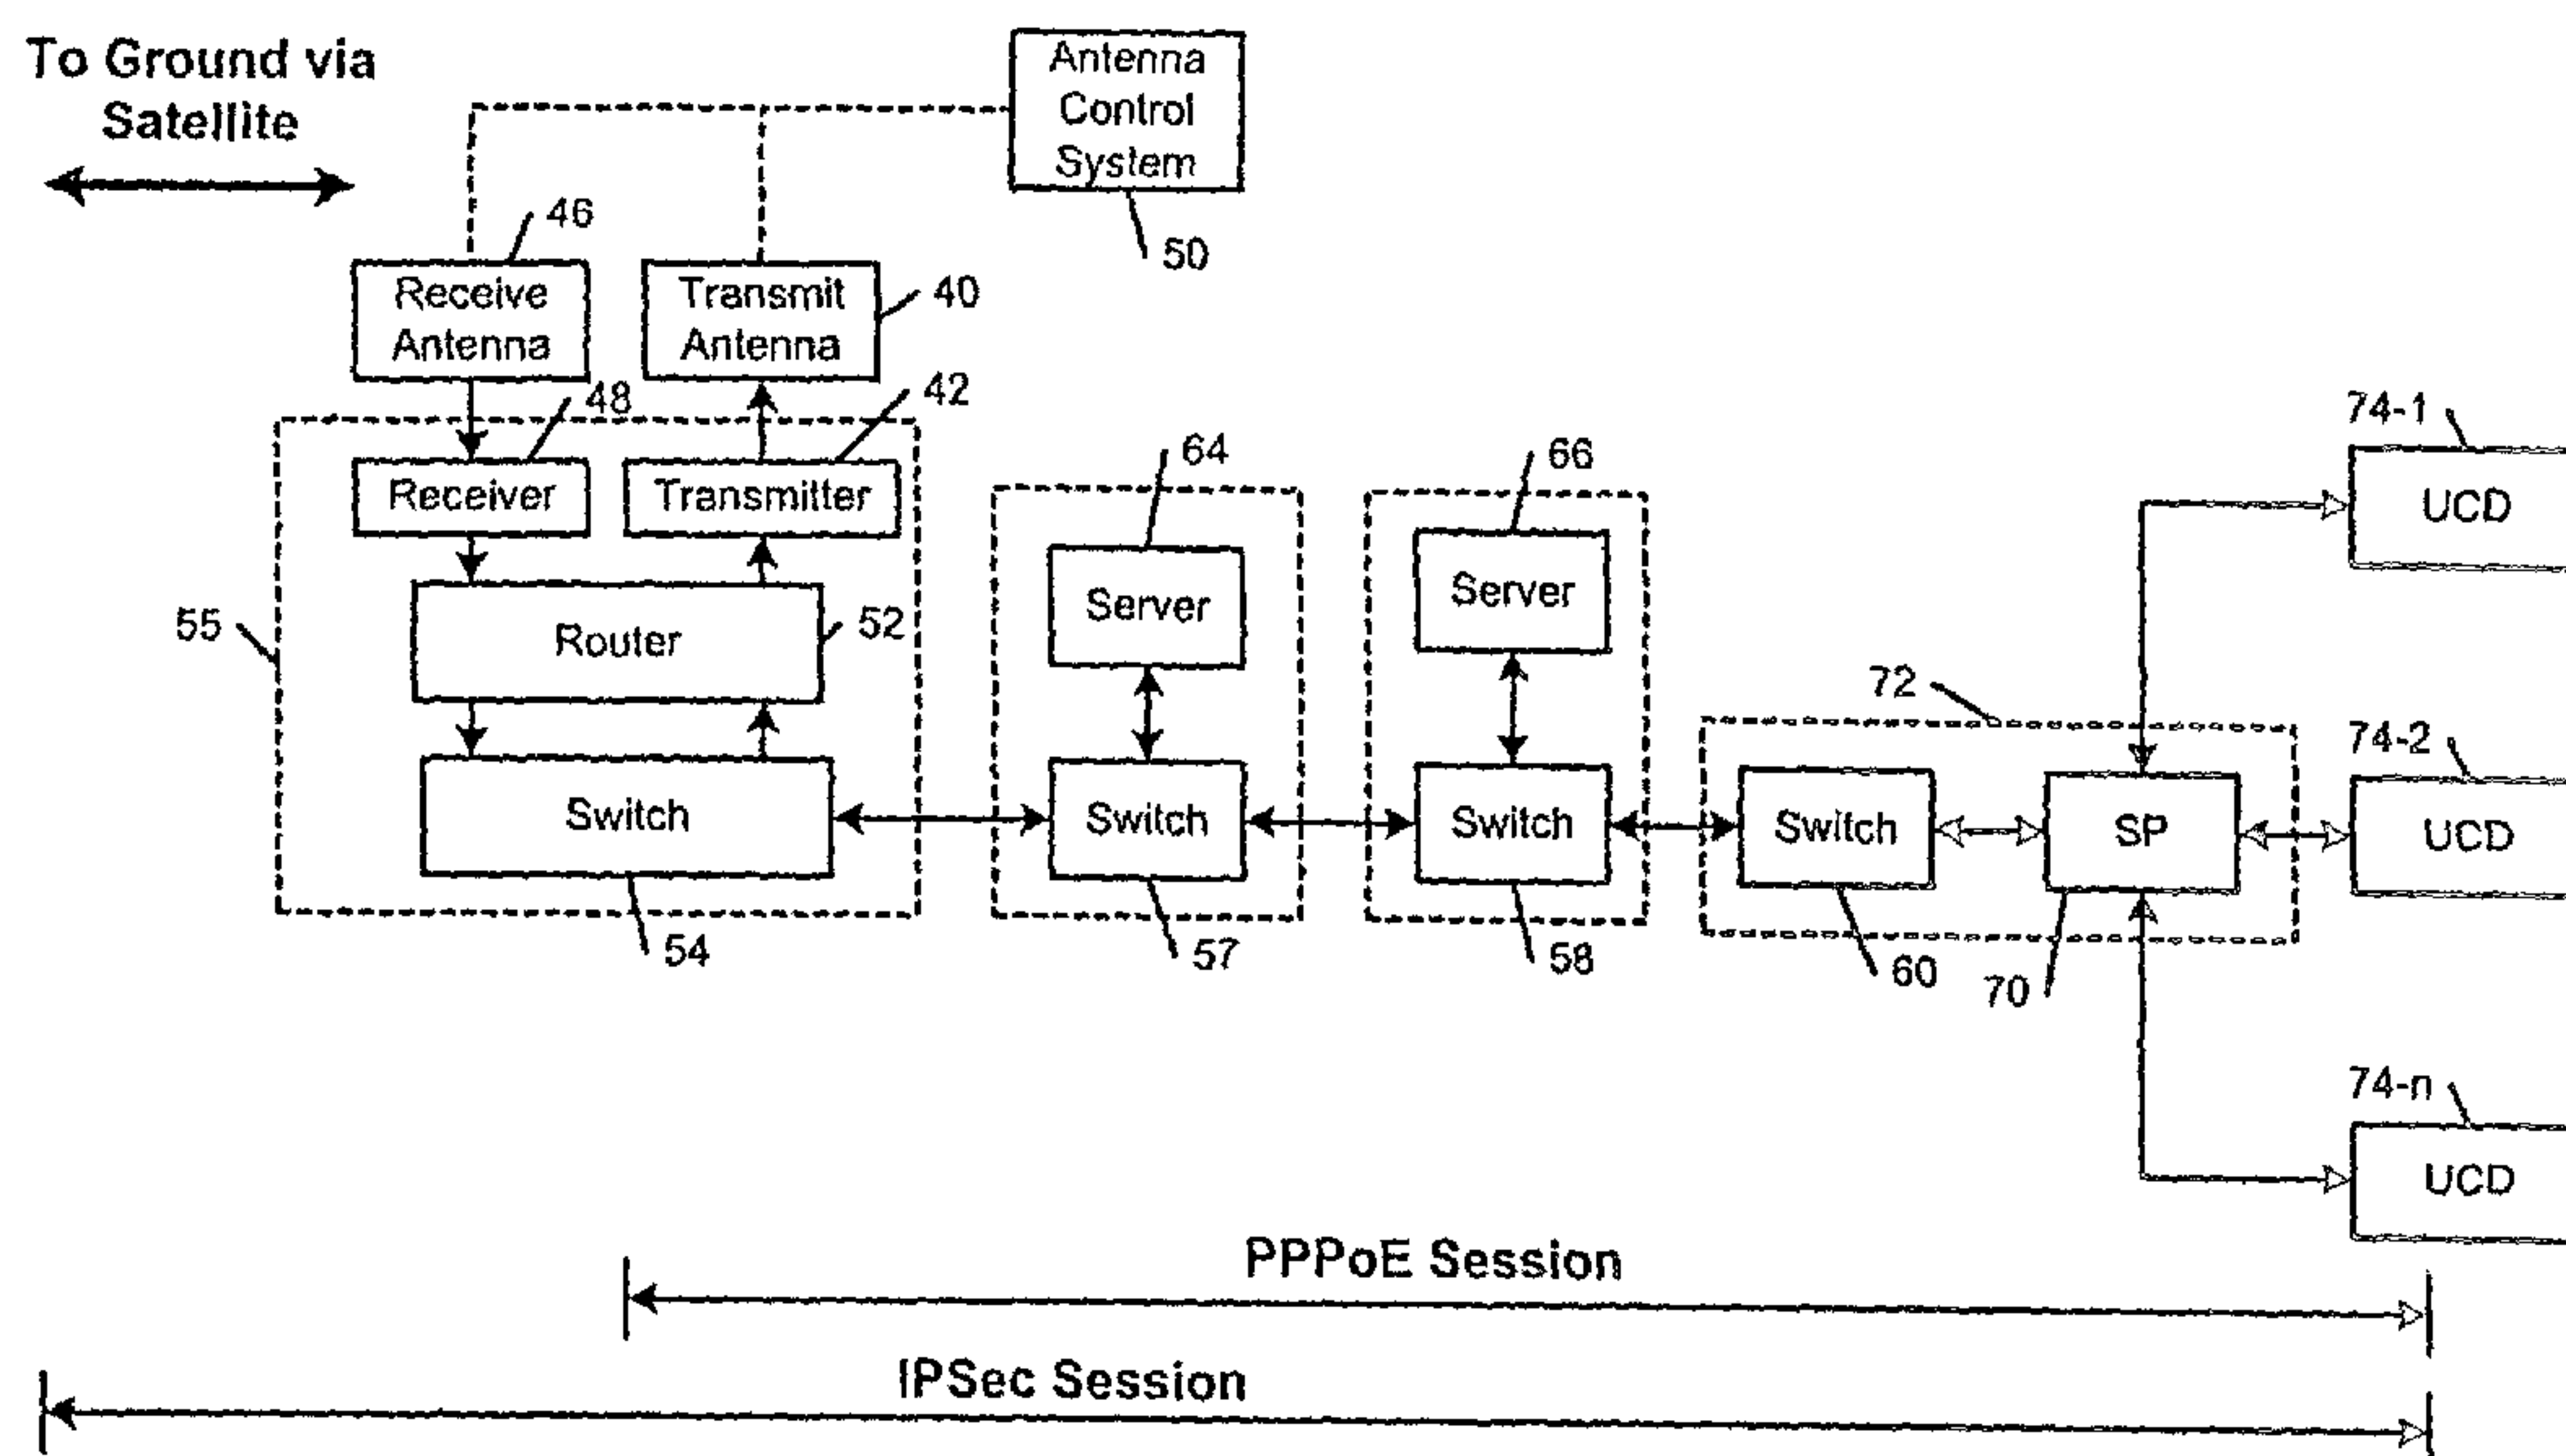 To Ground via
Satellite
Antenna
Control
System
50
46
Receive
Antenna
Transmit
Antenna
40
48
42
Receiver
Transmitter
55
Router
52
Switch
54
64
Server
Switch
57
66
Server
Switch
58
72
Switch
60
SP
70
74-1
UCD
74-2
UCD
74-n
UCD
PPPoE Session
IPSec Session